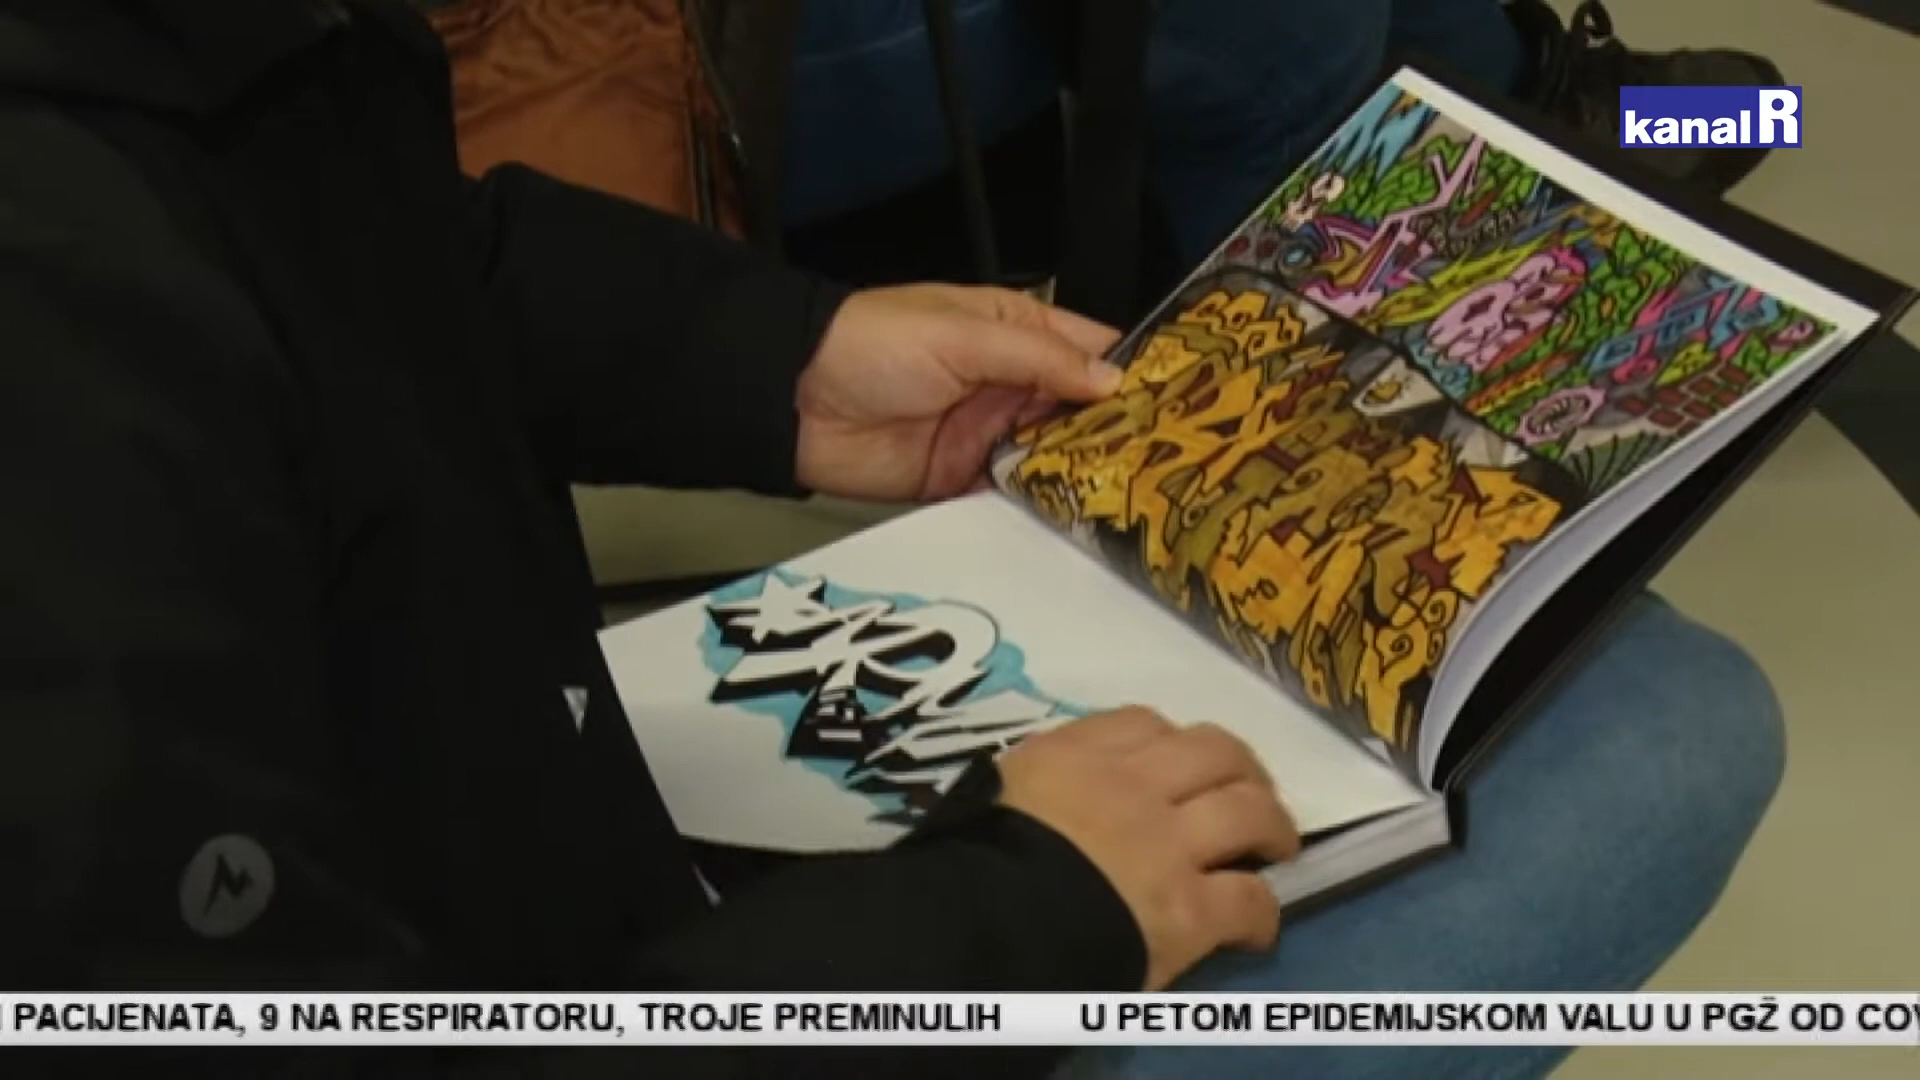 kanal R
PACIJENATA, 9 NA RESPIRATORU, TROJE PREMINULIH U PETOM EPIDEMIJSKOM VALU U PGŽ OD